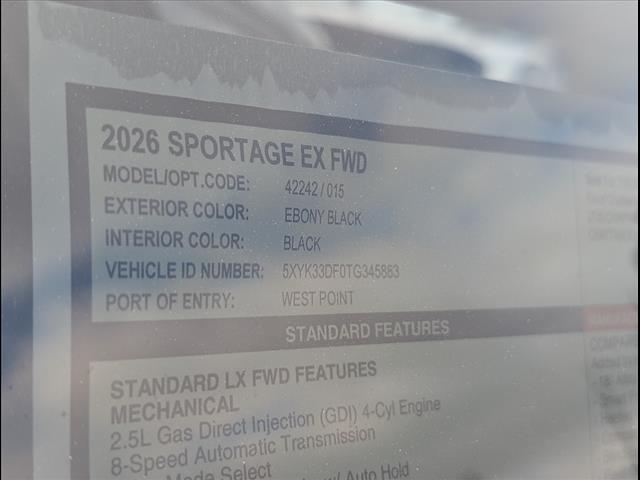 2026 SPORTAGE EX FWD
MODEL/OPT.CODE: 42242 / 015
EXTERIOR COLOR: EBONY BLACK
INTERIOR COLOR: BLACK
VEHICLE ID NUMBER: 5XYK33DF0TG345863
PORT OF ENTRY: WEST POINT
STANDARD FEATURES
STANDARD LX FWD FEATURES
MECHANICAL
2.5L Gas Direct Injection (GDI) 4-Cyl Engine
8-Speed Automatic Transmission
Mode Select
w/ Auto Hold